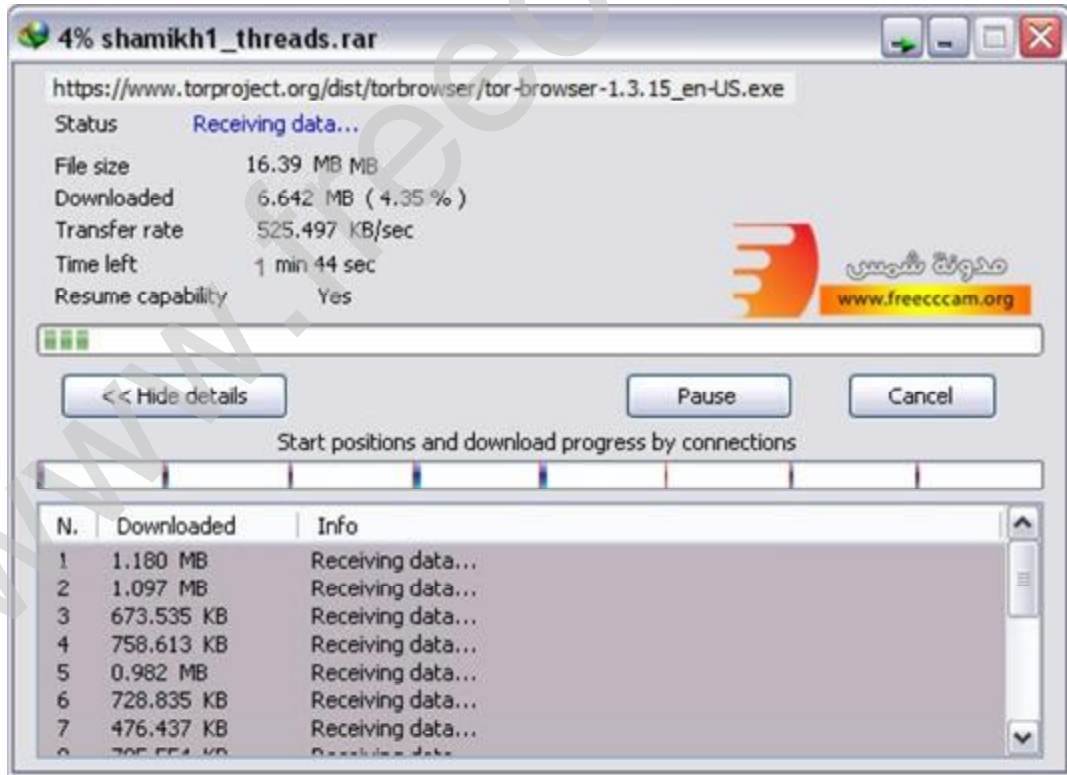 4% shamikh1_threads.rar
https://www.torproject.org/dist/torbrowser/tor-browser-1.3.15_en-US.exe
Status Receiving data...
File size 16.39 MB MB
Downloaded 6.642 MB ( 4.35 % )
Transfer rate 525.497 KB/sec
Time left 1 min 44 sec
Resume capability Yes
مدونة شمس
www.freecccam.org
<< Hide details Pause Cancel
Start positions and download progress by connections
N. Downloaded Info
1 1.180 MB Receiving data...
2 1.097 MB Receiving data...
3 673.535 KB Receiving data...
4 758.613 KB Receiving data...
5 0.982 MB Receiving data...
6 728.835 KB Receiving data...
7 476.437 KB Receiving data...
www.freec